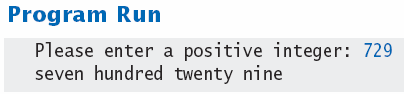 Program Run
Please enter a positive integer: 729
seven hundred twenty nine